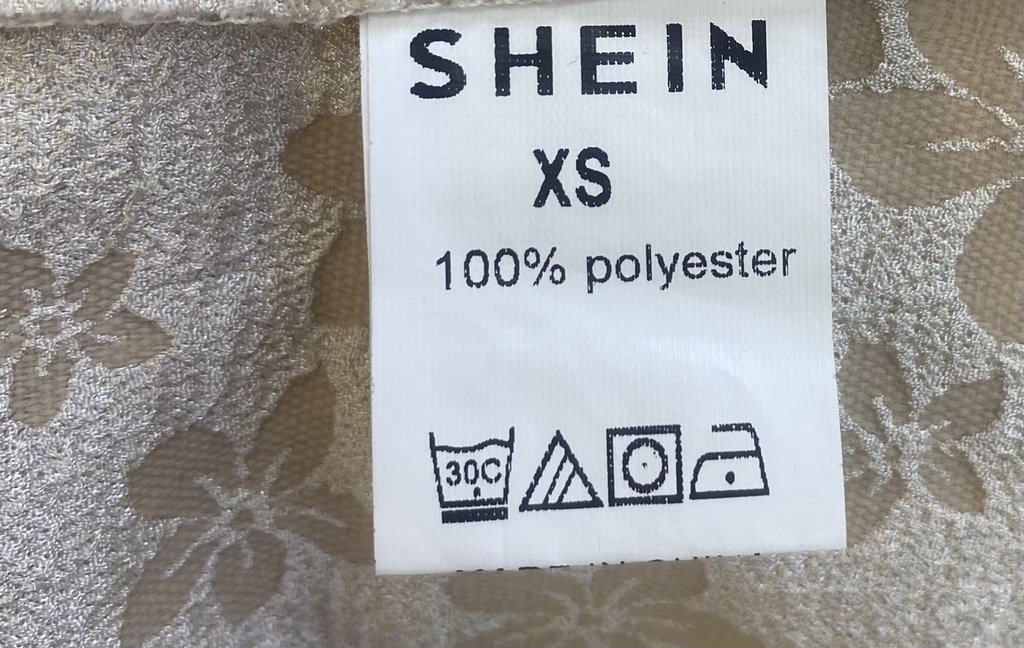 SHEIN
XS
100% polyester
30C